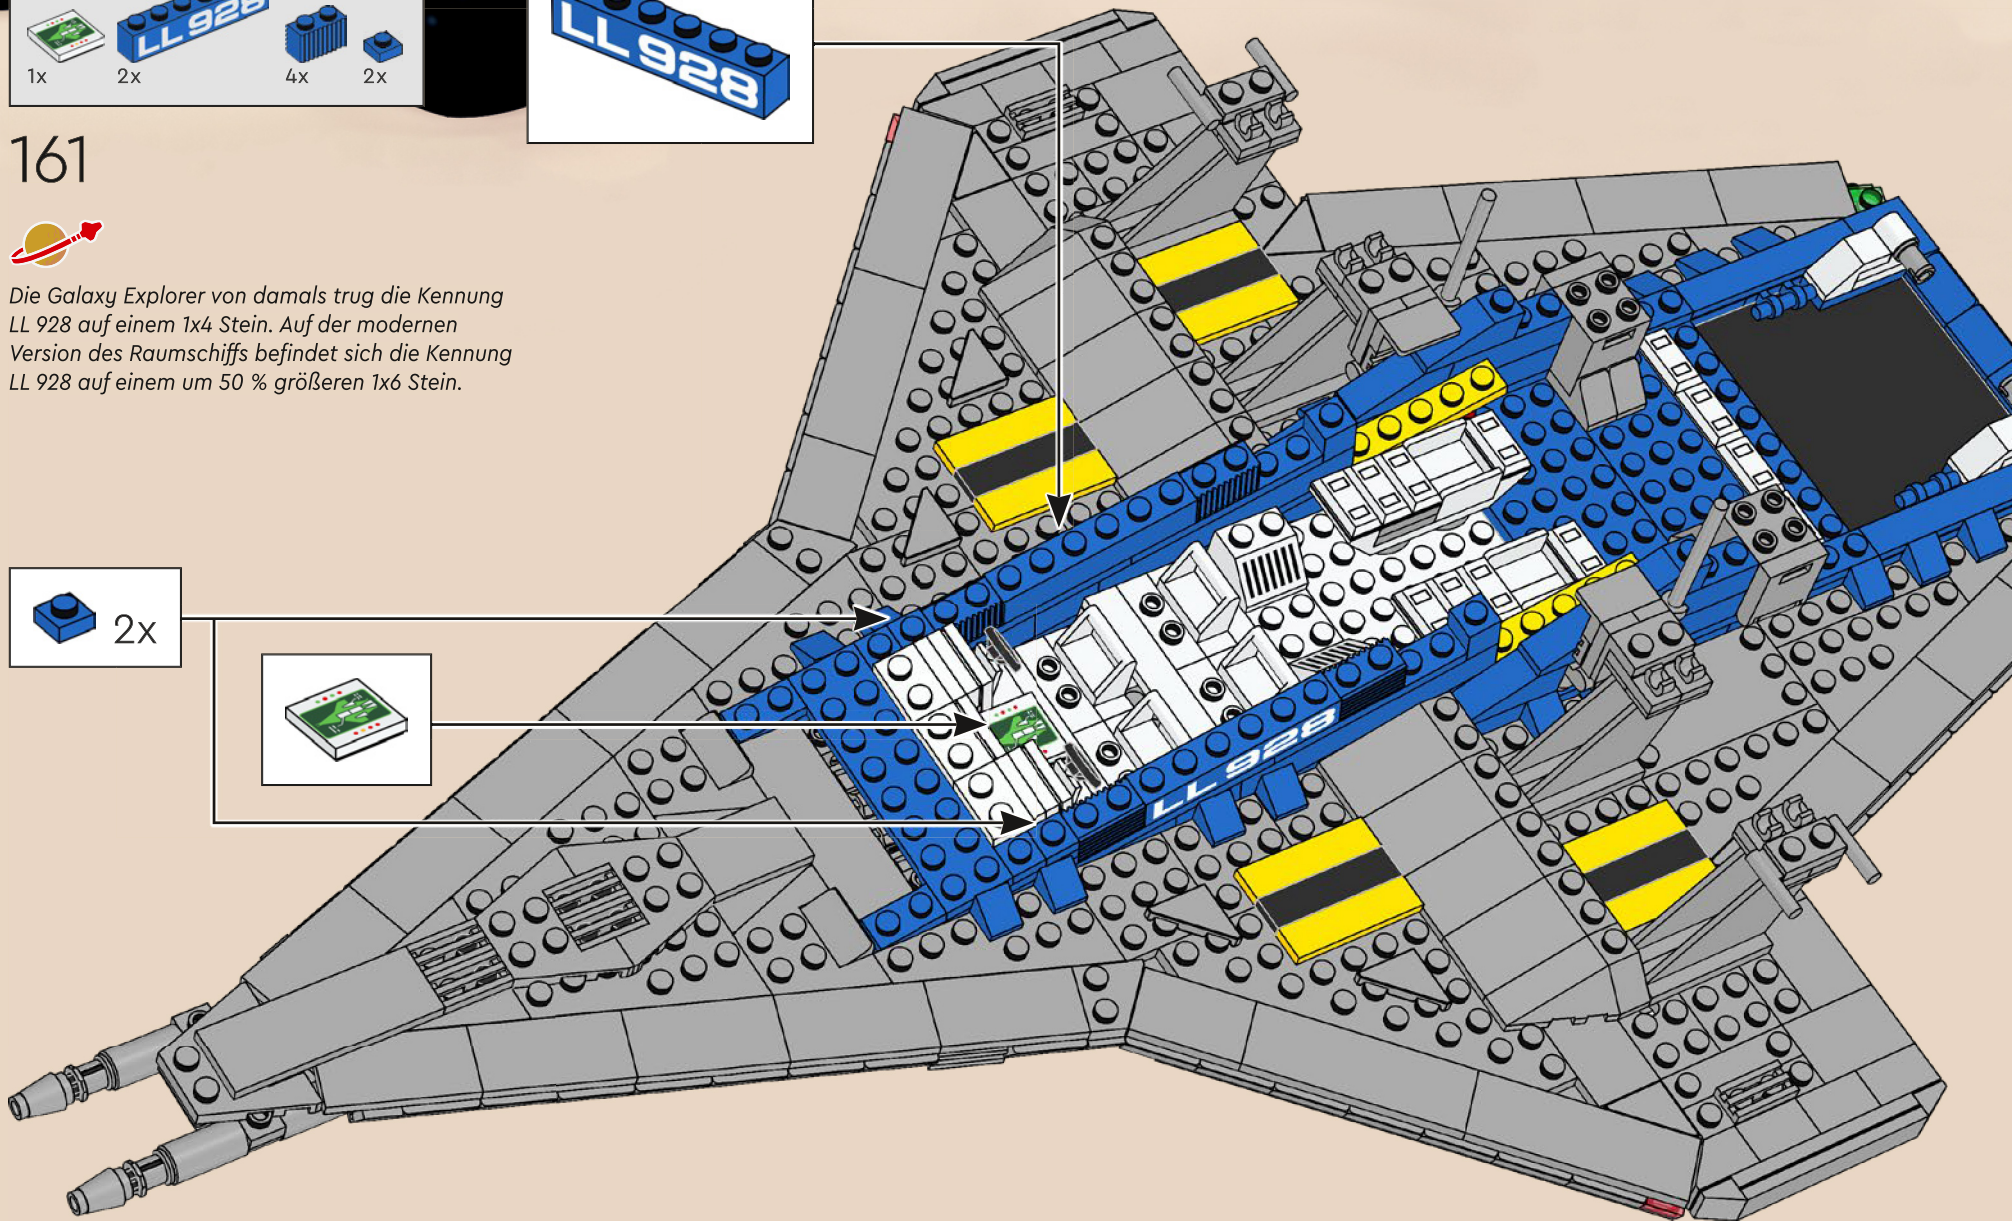 LL 928
1x
2x
4x
2x
LL 928
161
Die Galaxy Explorer von damals trug die Kennung
LL 928 auf einem 1x4 Stein. Auf der modernen
Version des Raumschiffs befindet sich die Kennung
LL 928 auf einem um 50 % größeren 1x6 Stein.
2x
LL 928